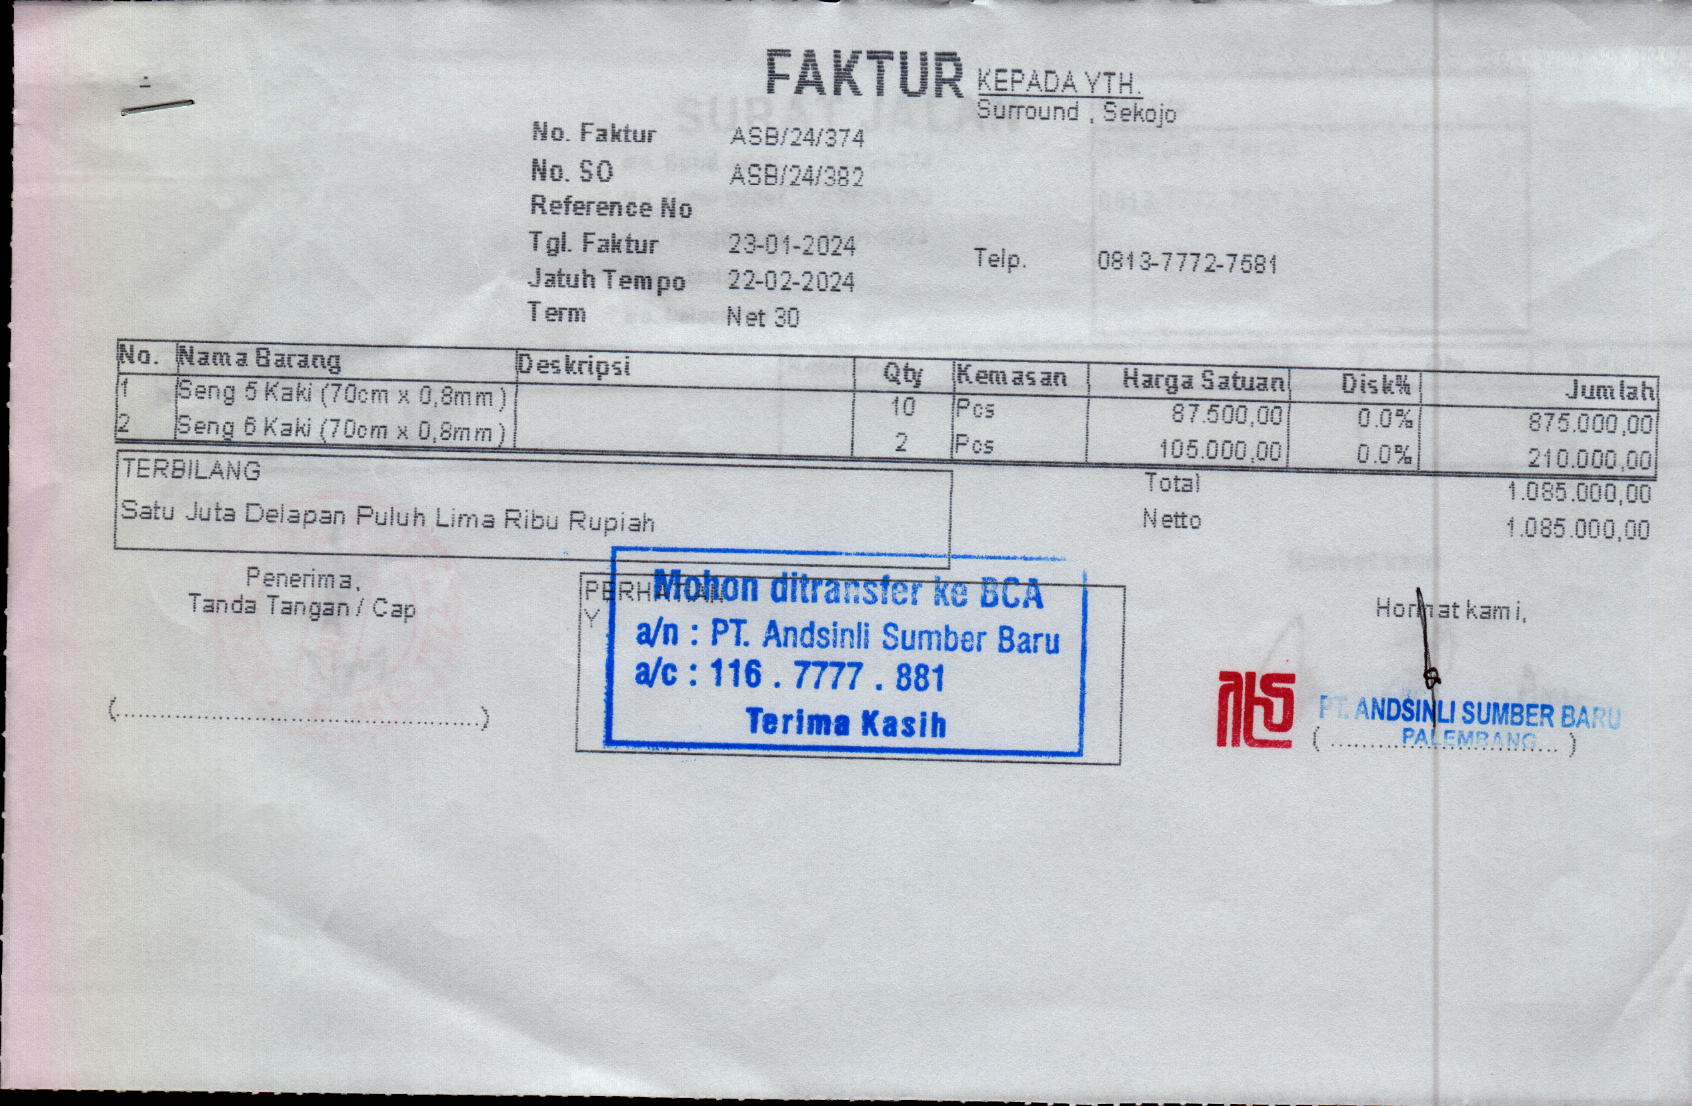 FAKTUR
KEPADA YTH.
Surround , Sekojo
No. Faktur ASB/24/374
No. SO ASB/24/382
Reference No
Tgl. Faktur 23-01-2024
Telp. 0813-7772-7581
Jatuh Tempo 22-02-2024
Term Net 30
No. Nama Barang Deskripsi Qty Kemasan Harga Satuan Disk% Jumlah
1 Seng 5 Kaki (70cm x 0,8mm) 10 Pcs 87.500,00 0.0% 875.000,00
2 Seng 6 Kaki (70cm x 0,8mm) 2 Pcs 105.000,00 0.0% 210.000,00
TERBILANG
Satu Juta Delapan Puluh Lima Ribu Rupiah
Total 1.085.000,00
Netto 1.085.000,00
Penerima,
Tanda Tangan / Cap
(..............................................)
PERHATIAN
Y
Mohon ditransfer ke BCA
a/n : PT. Andsinli Sumber Baru
a/c : 116 . 7777 . 881
Terima Kasih
Hormat kami,
PT. ANDSINLI SUMBER BARU
PALEMBANG
( ............................. )